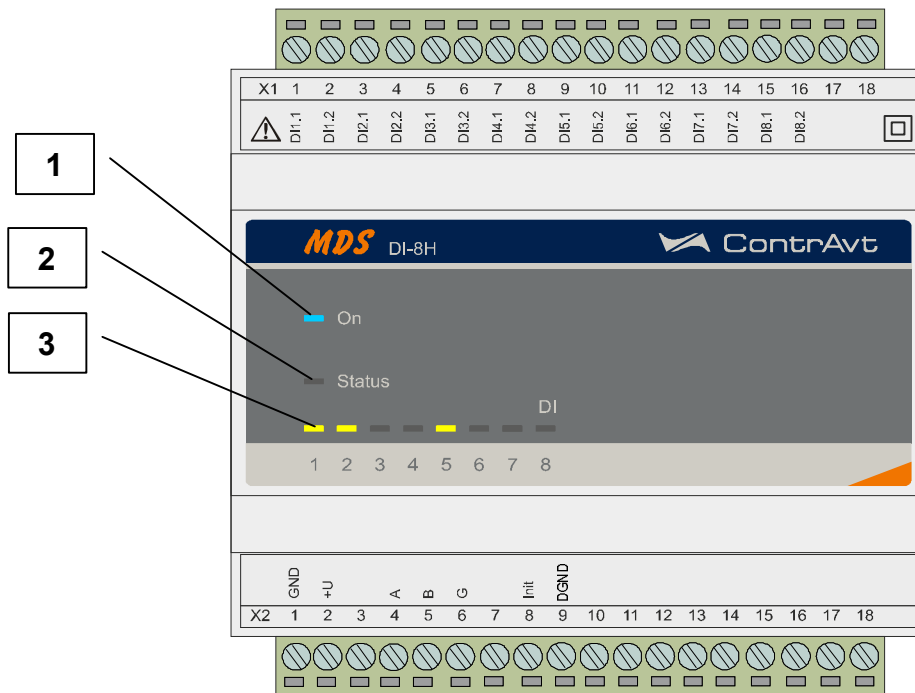 X1 1 2 3 4 5 6 7 8 9 10 11 12 13 14 15 16 17 18
DI1.1 DI1.2 DI2.1 DI2.2 DI3.1 DI3.2 DI4.1 DI4.2 DI5.1 DI5.2 DI6.1 DI6.2 DI7.1 DI7.2 DI8.1 DI8.2
1
2
3
MDS DI-8H ContrAvt
On
Status
DI
1 2 3 4 5 6 7 8
GND +U A B G Init DGND
X2 1 2 3 4 5 6 7 8 9 10 11 12 13 14 15 16 17 18